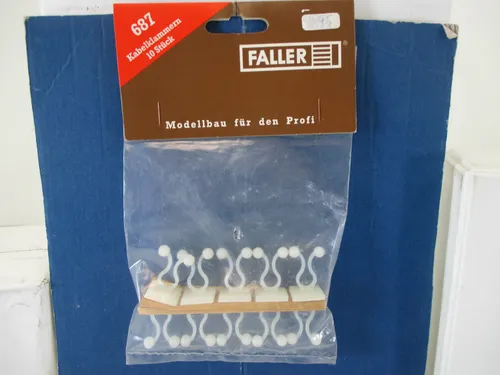 687
Kabelklammern
10 Stück
FALLER
®
Modellbau für den Profi